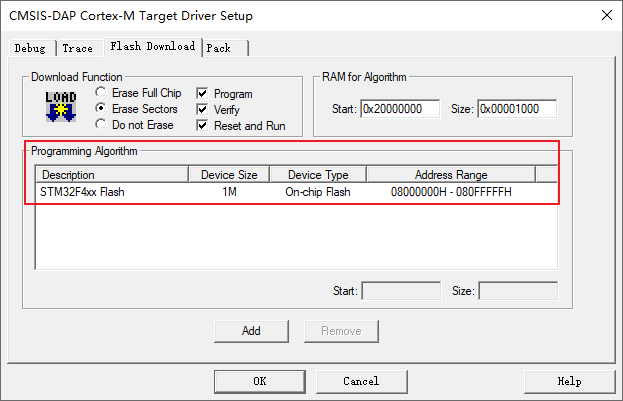 CMSIS-DAP Cortex-M Target Driver Setup
Debug Trace Flash Download Pack
Download Function
LOAD
Erase Full Chip
Erase Sectors
Do not Erase
Program
Verify
Reset and Run
RAM for Algorithm
Start: 0x20000000 Size: 0x00001000
Programming Algorithm
Description Device Size Device Type Address Range
STM32F4xx Flash 1M On-chip Flash 08000000H - 080FFFFFH
Start: Size:
Add Remove
OK Cancel Help